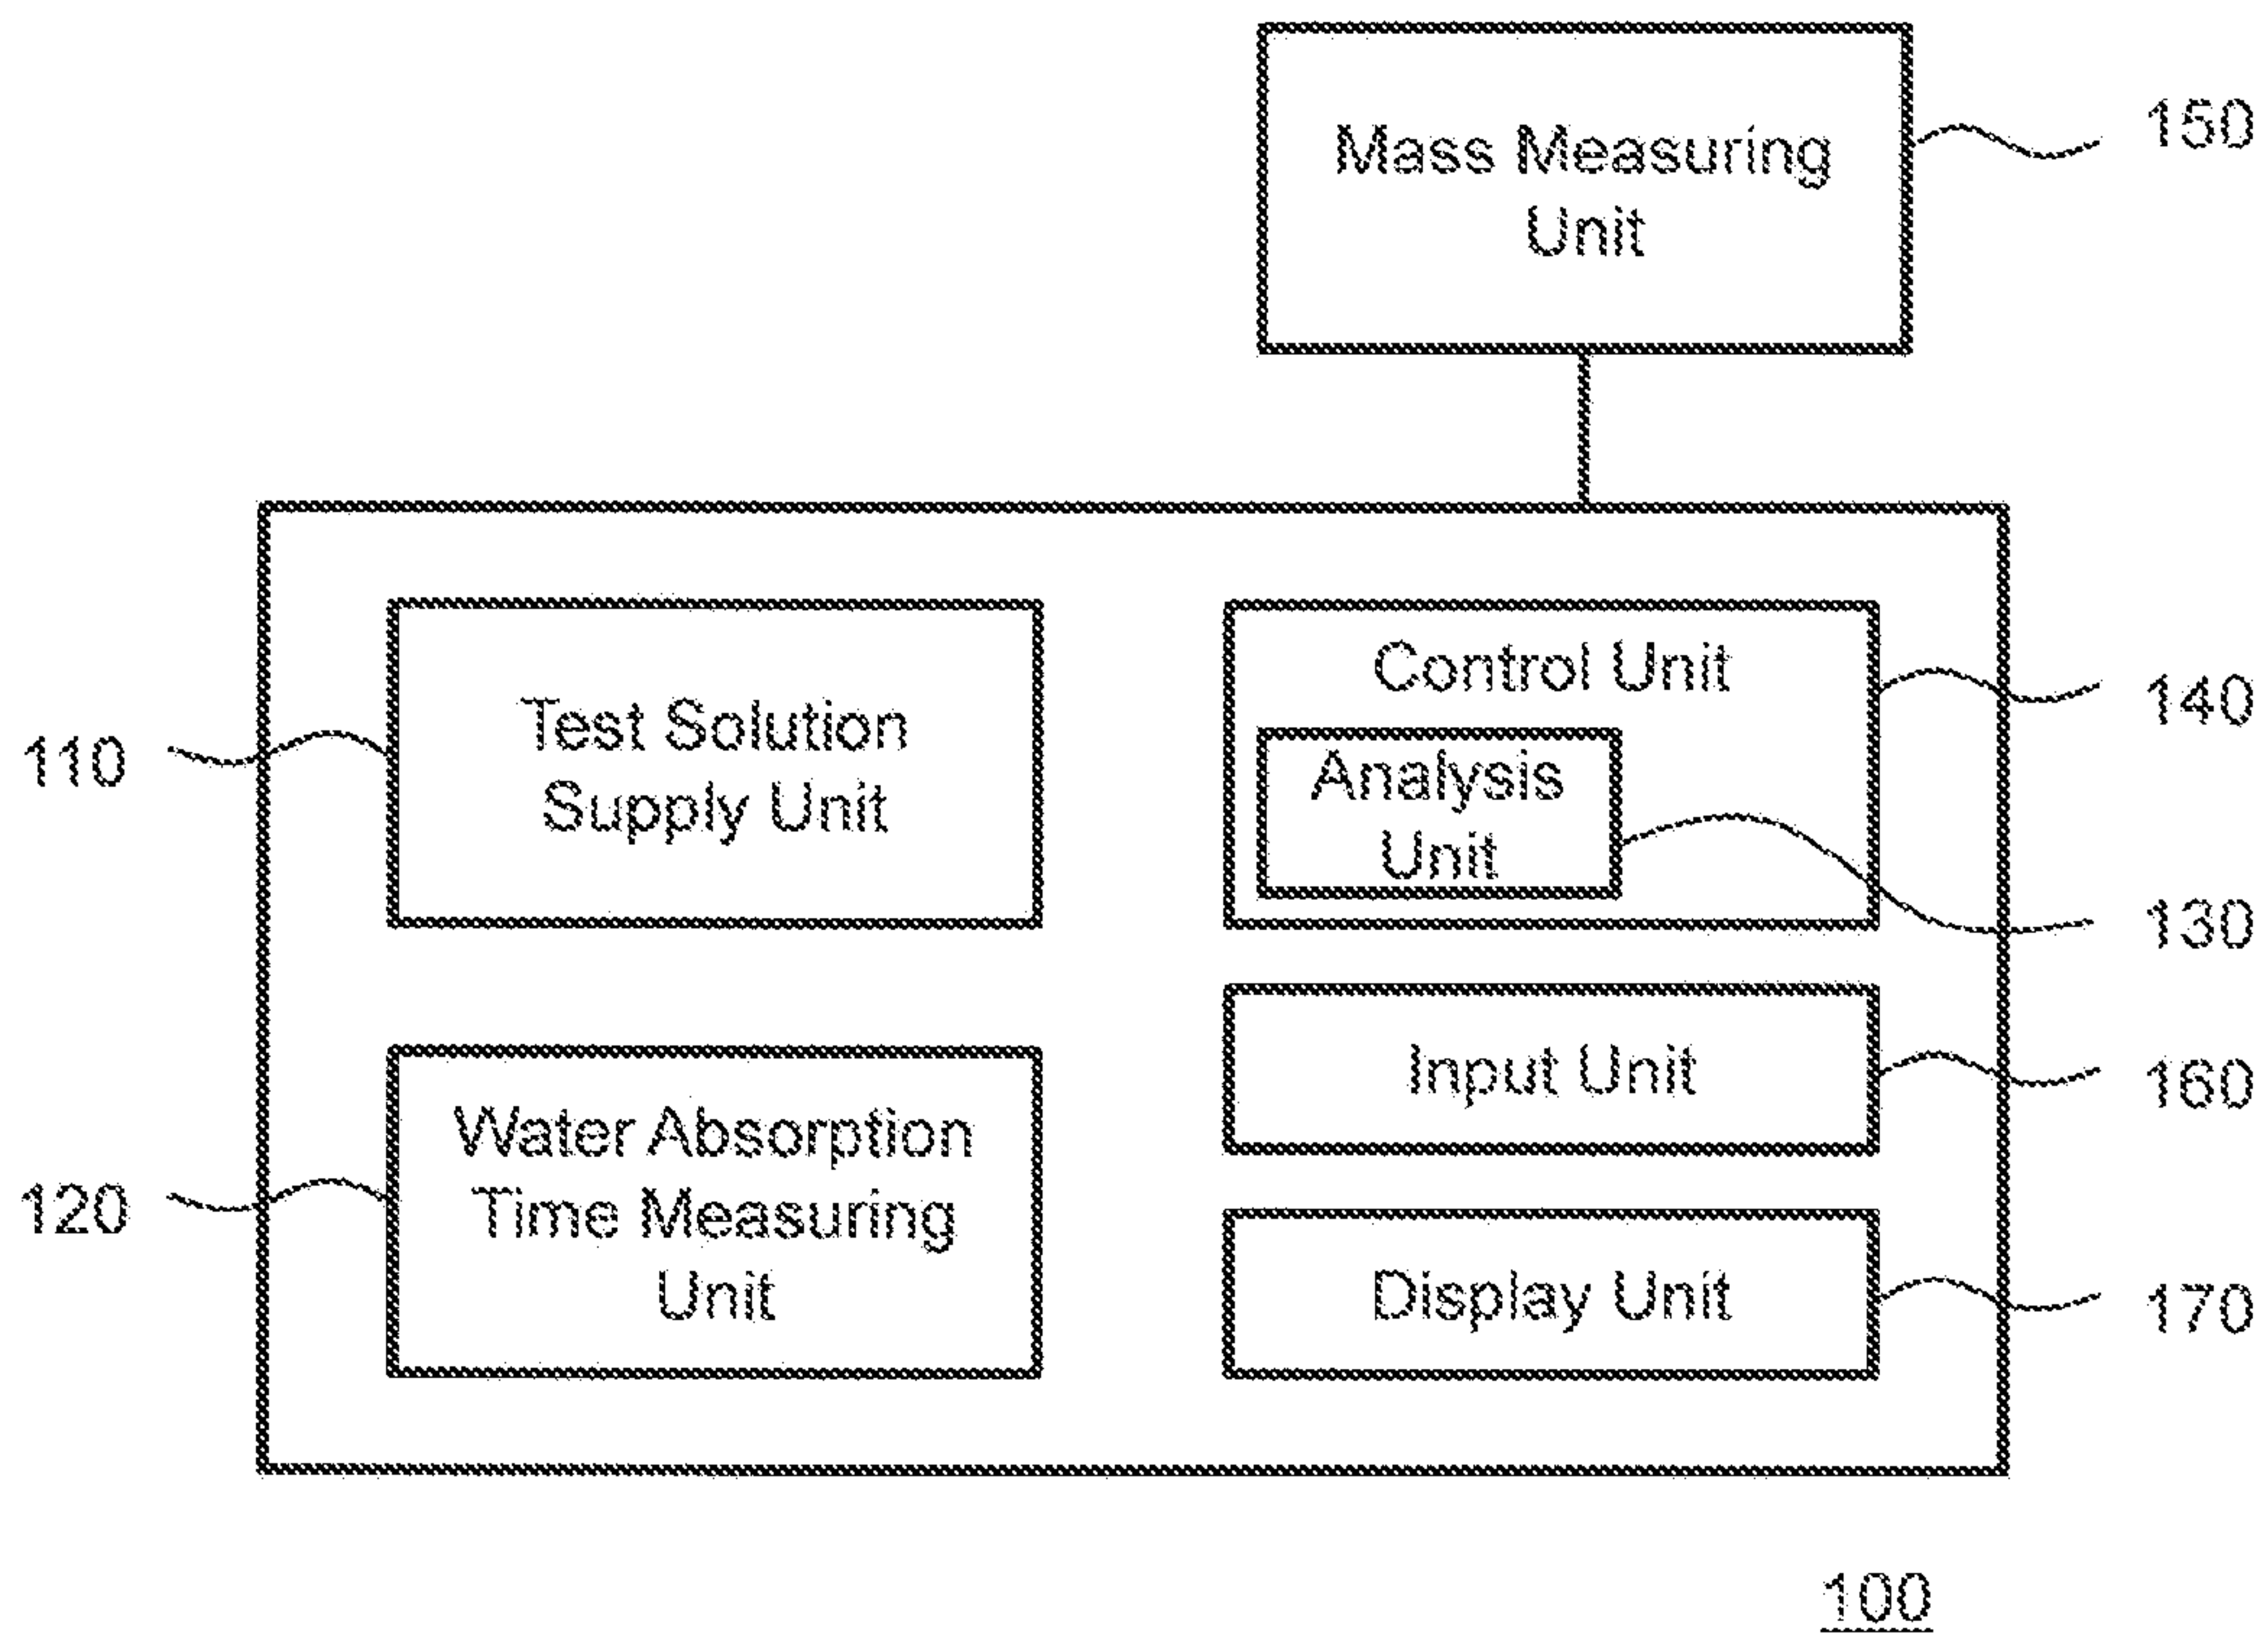 Mass Measuring
Unit
150
110
Test Solution
Supply Unit
Control Unit
140
Analysis
Unit
130
120
Water Absorption
Time Measuring
Unit
Input Unit
160
Display Unit
170
100